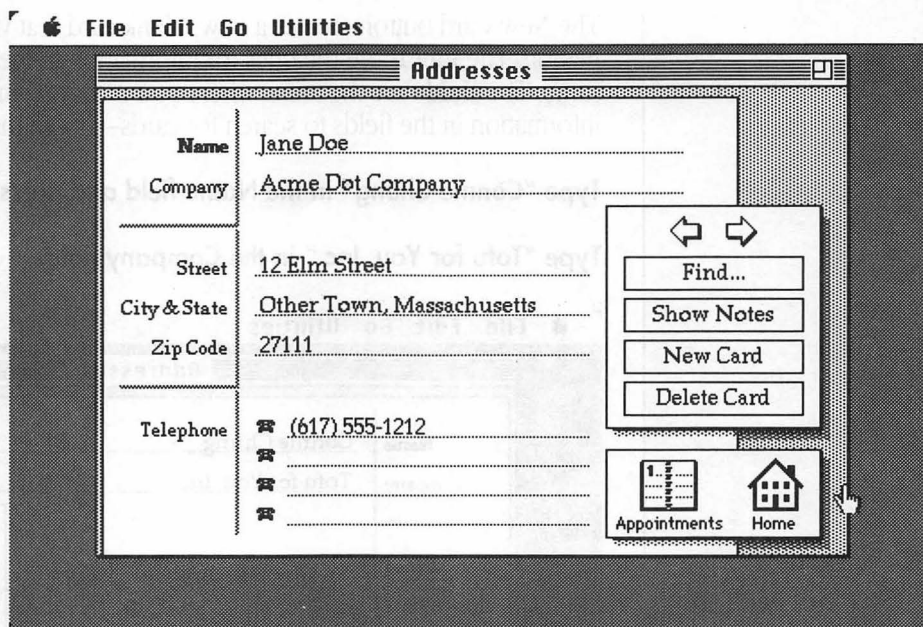 File Edit Go Utilities
Addresses
Name Jane Doe
Company Acme Dot Company
Street 12 Elm Street
City & State Other Town, Massachusetts
Zip Code 27111
Telephone (617) 555-1212
Find...
Show Notes
New Card
Delete Card
Appointments Home